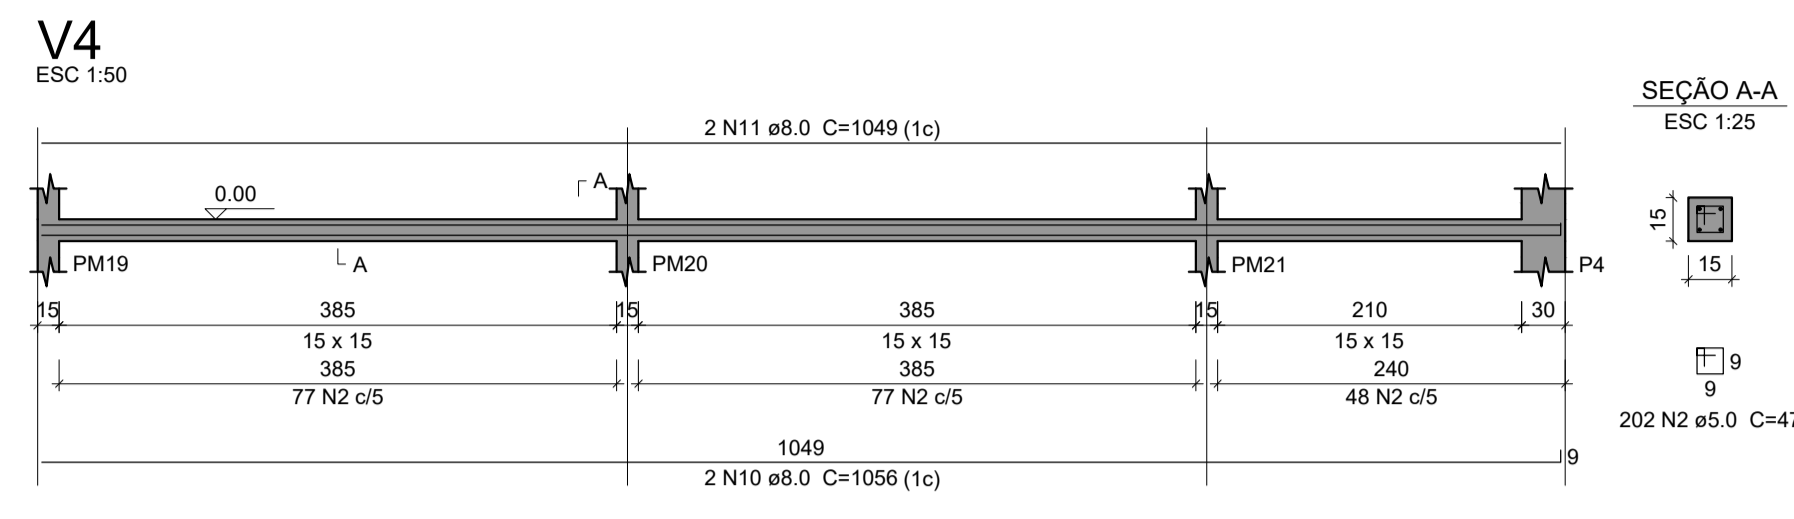 V4
ESC 1:50
SEÇÃO A-A
ESC 1:25
2 N11 ø8.0 C=1049 (1c)
A
0.00
15
A
PM19
PM20
PM21
P4
15
15
385
15
385
15
210
30
15 x 15
15 x 15
15 x 15
385
385
240
9
9
77 N2 c/5
77 N2 c/5
48 N2 c/5
202 N2 ø5.0 C=47
1049
9
2 N10 ø8.0 C=1056 (1c)